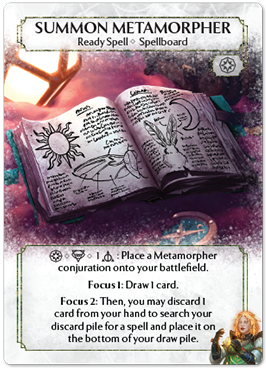 SUMMON METAMORPHER
Ready Spell Spellboard
1 : Place a Metamorpher
conjuration onto your battlefield.
Focus 1: Draw 1 card.
Focus 2: Then, you may discard 1
card from your hand to search your
discard pile for a spell and place it on
the bottom of your draw pile.